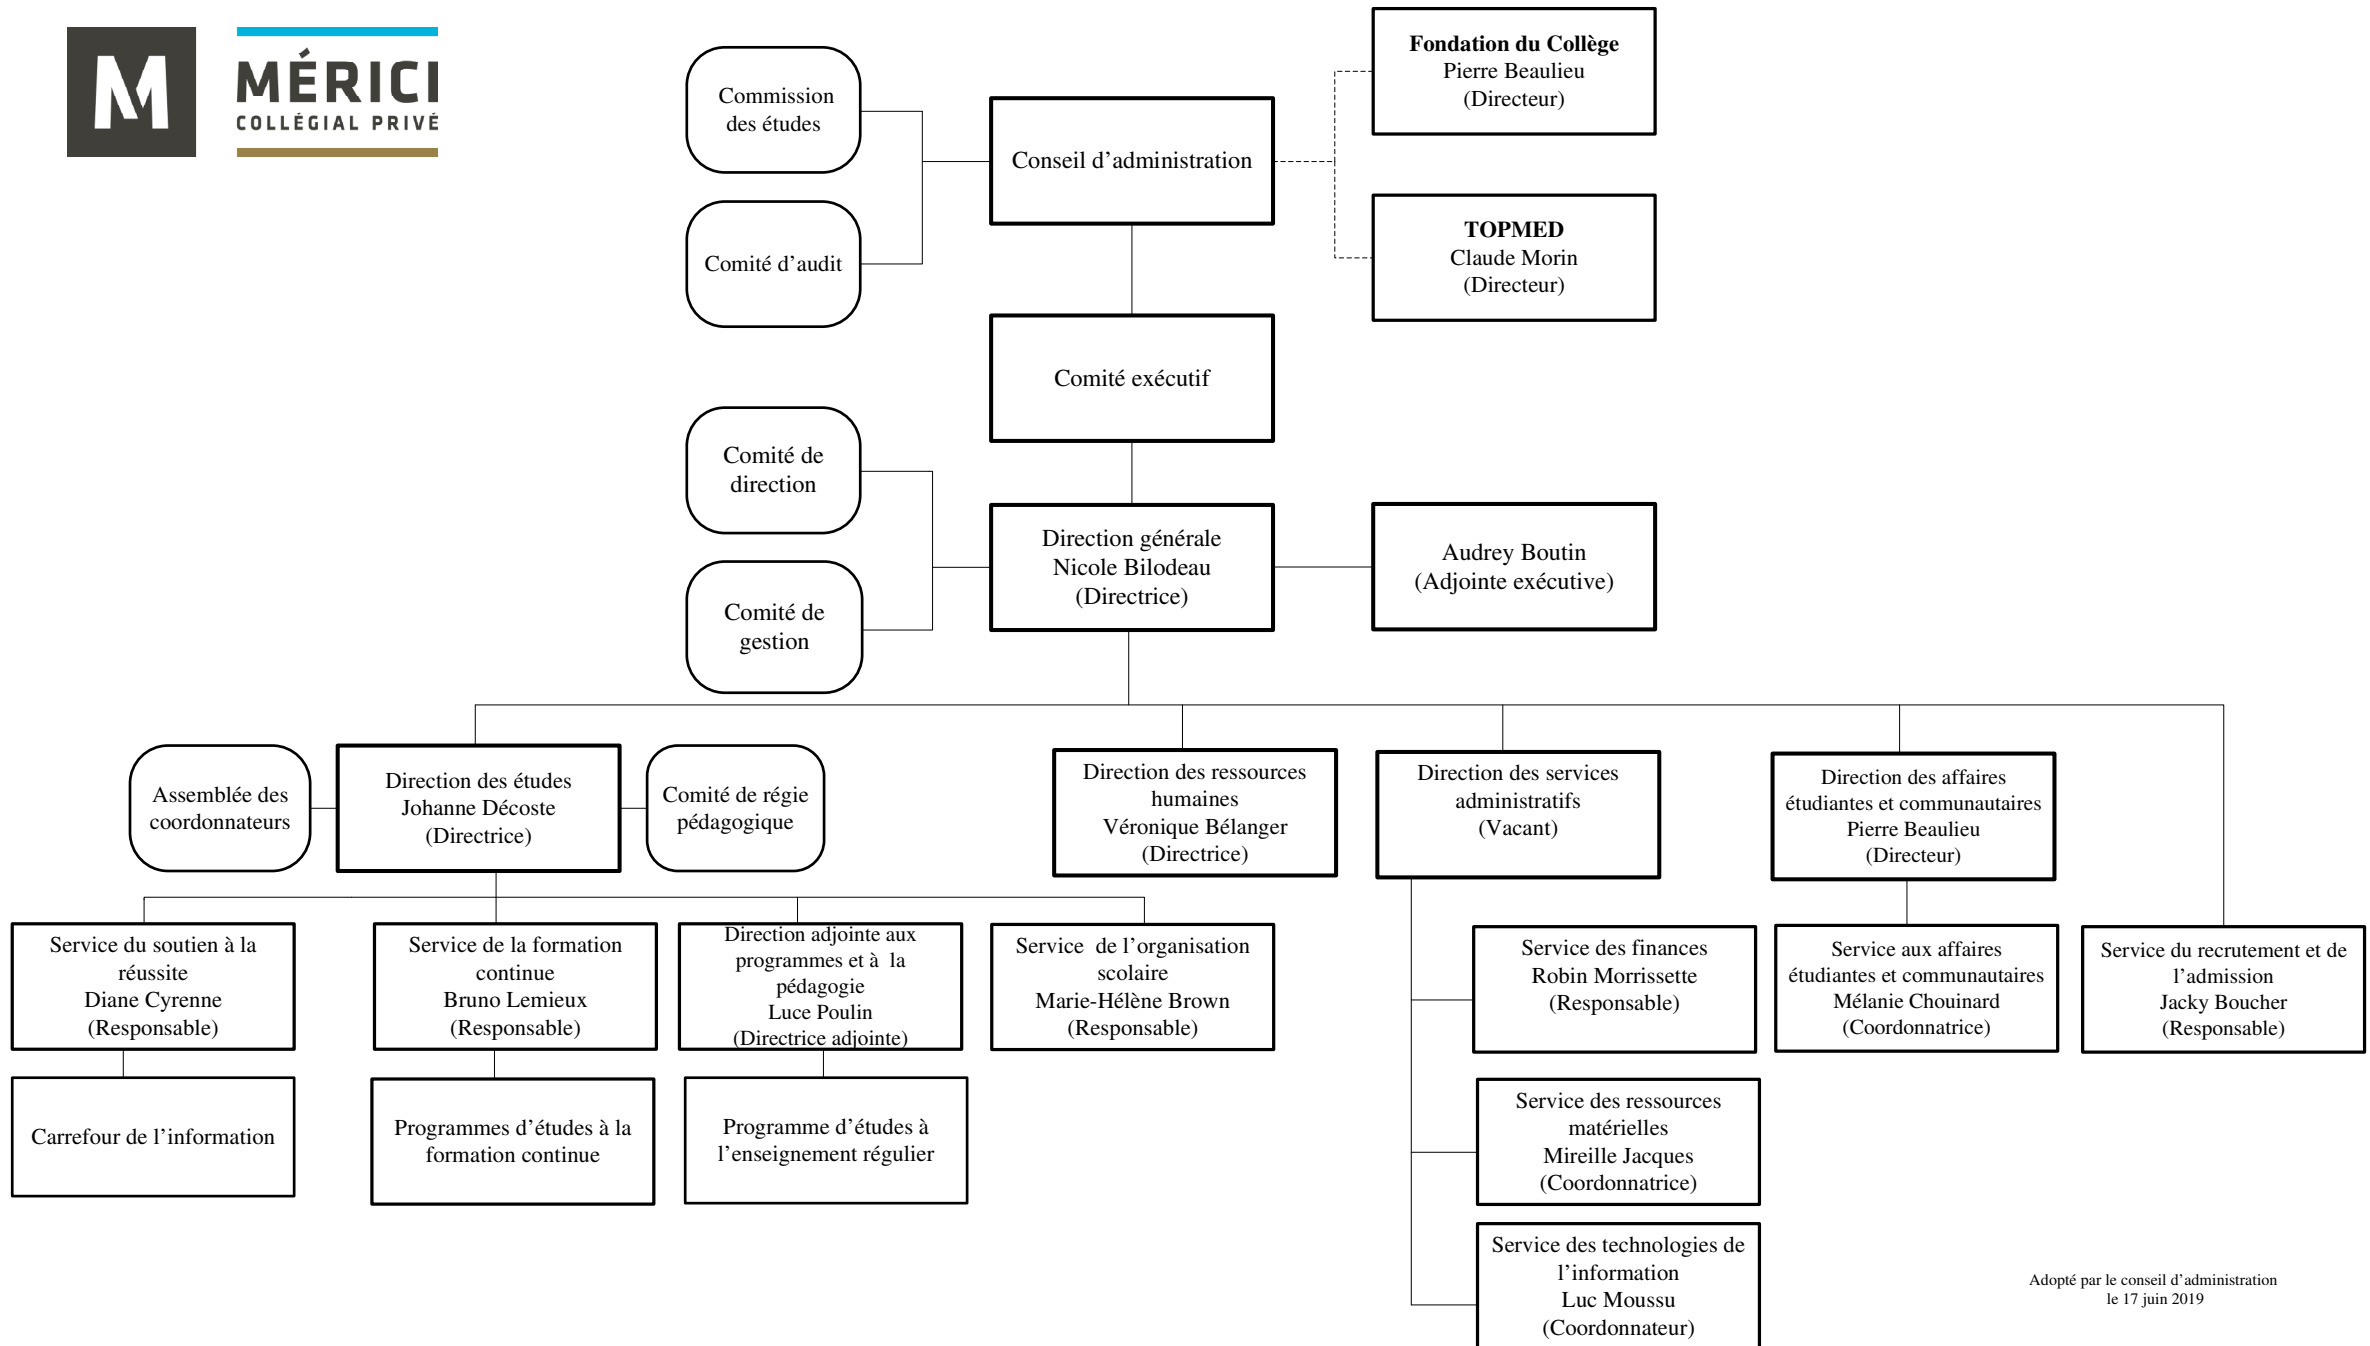 M
MÉRICI
COLLÉGIAL PRIVÉ
Commission
des études
Comité d’audit
Conseil d’administration
Fondation du Collège
Pierre Beaulieu
(Directeur)
TOPMED
Claude Morin
(Directeur)
Comité exécutif
Comité de
direction
Comité de
gestion
Direction générale
Nicole Bilodeau
(Directrice)
Audrey Boutin
(Adjointe exécutive)
Assemblée des
coordonnateurs
Direction des études
Johanne Décoste
(Directrice)
Comité de régie
pédagogique
Direction des ressources
humaines
Véronique Bélanger
(Directrice)
Direction des services
administratifs
(Vacant)
Direction des affaires
étudiantes et communautaires
Pierre Beaulieu
(Directeur)
Service du soutien à la
réussite
Diane Cyrenne
(Responsable)
Service de la formation
continue
Bruno Lemieux
(Responsable)
Direction adjointe aux
programmes et à  la
pédagogie
Luce Poulin
(Directrice adjointe)
Service  de l’organisation
scolaire
Marie-Hélène Brown
(Responsable)
Service des finances
Robin Morrissette
(Responsable)
Service aux affaires
étudiantes et communautaires
Mélanie Chouinard
(Coordonnatrice)
Service du recrutement et de
l’admission
Jacky Boucher
(Responsable)
Carrefour de l’information
Programmes d’études à la
formation continue
Programme d’études à
l’enseignement régulier
Service des ressources
matérielles
Mireille Jacques
(Coordonnatrice)
Service des technologies de
l’information
Luc Moussu
(Coordonnateur)
Adopté par le conseil d’administration
le 17 juin 2019